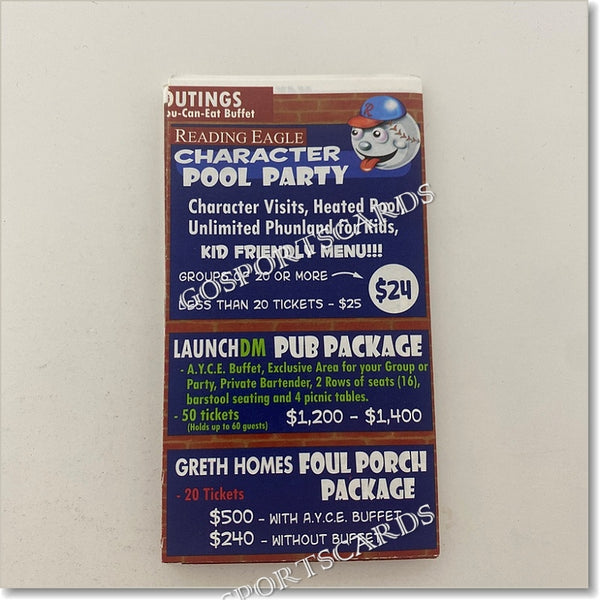 OUTINGS
ou-Can-Eat Buffet
READING EAGLE
R
CHARACTER
POOL PARTY
Character Visits, Heated Pool,
Unlimited Phunland for Kids,
KID FRIENDLY MENU!!!
GROUPS OF 20 OR MORE
$24
LESS THAN 20 TICKETS - $25
LAUNCHDM PUB PACKAGE
- A.Y.C.E. Buffet, Exclusive Area for your Group or
Party, Private Bartender, 2 Rows of seats (16),
barstool seating and 4 picnic tables.
- 50 tickets $1,200 - $1,400
(Holds up to 60 guests)
GRETH HOMES FOUL PORCH
PACKAGE
- 20 Tickets
$500 - WITH A.Y.C.E. BUFFET
$240 - WITHOUT BUFFET
GOSPORTSCARDS
GOSPORTSCARDS